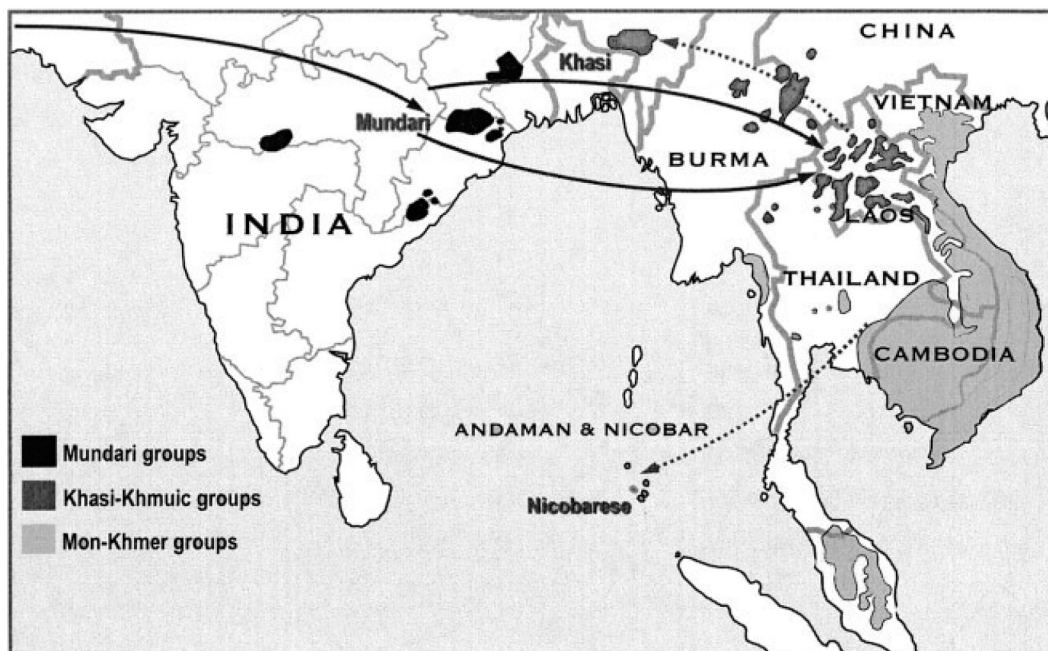 CHINA
Khasi
VIETNAM
Mundari
BURMA
INDIA
LAOS
THAILAND
CAMBODIA
ANDAMAN & NICOBAR
Nicobarese
Mundari groups
Khasi-Khmuic groups
Mon-Khmer groups